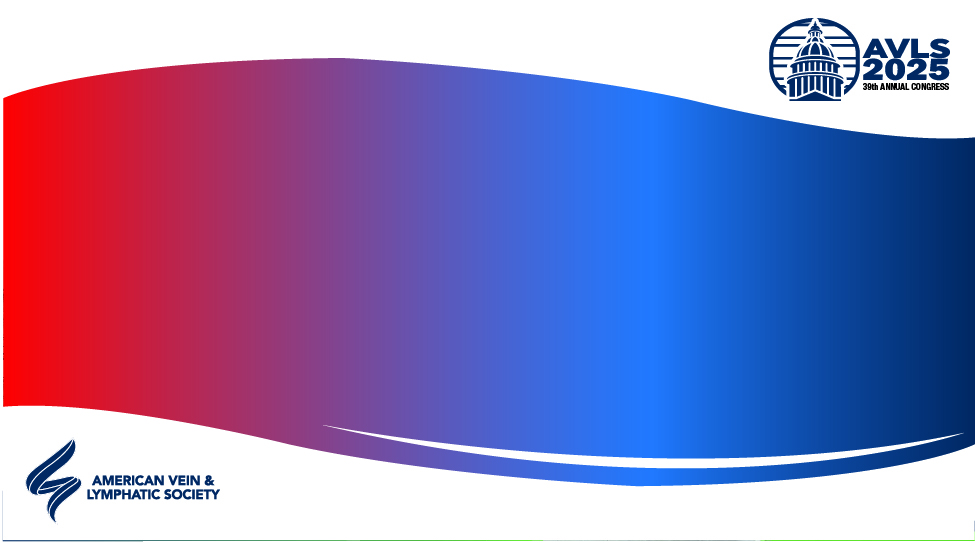 AVLS
2025
39th ANNUAL CONGRESS
AMERICAN VEIN &
LYMPHATIC SOCIETY